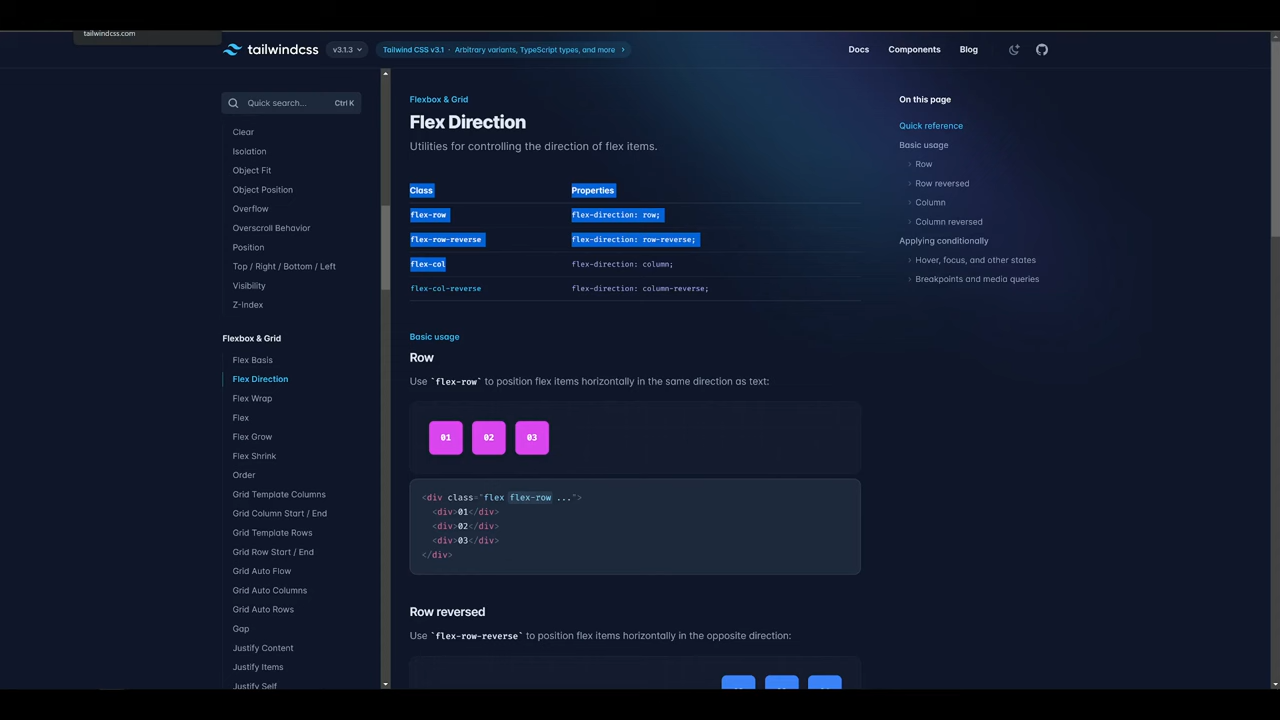 tailwindcss.com
tailwindcss
v3.1.3
Tailwind CSS v3.1 · Arbitrary variants, TypeScript types, and more
Docs
Components
Blog
Quick search...
Ctrl K
Clear
Isolation
Object Fit
Object Position
Overflow
Overscroll Behavior
Position
Top / Right / Bottom / Left
Visibility
Z-Index
Flexbox & Grid
Flex Basis
Flex Direction
Flex Wrap
Flex
Flex Grow
Flex Shrink
Order
Grid Template Columns
Grid Column Start / End
Grid Template Rows
Grid Row Start / End
Grid Auto Flow
Grid Auto Columns
Grid Auto Rows
Gap
Justify Content
Justify Items
Justify Self
Flexbox & Grid
Flex Direction
Utilities for controlling the direction of flex items.
Class Properties
flex-row flex-direction: row;
flex-row-reverse flex-direction: row-reverse;
flex-col flex-direction: column;
flex-col-reverse flex-direction: column-reverse;
Basic usage
Row
Use `flex-row` to position flex items horizontally in the same direction as text:
01 02 03
<div class="flex flex-row ...">
<div>01</div>
<div>02</div>
<div>03</div>
</div>
Row reversed
Use `flex-row-reverse` to position flex items horizontally in the opposite direction:
On this page
Quick reference
Basic usage
Row
Row reversed
Column
Column reversed
Applying conditionally
Hover, focus, and other states
Breakpoints and media queries